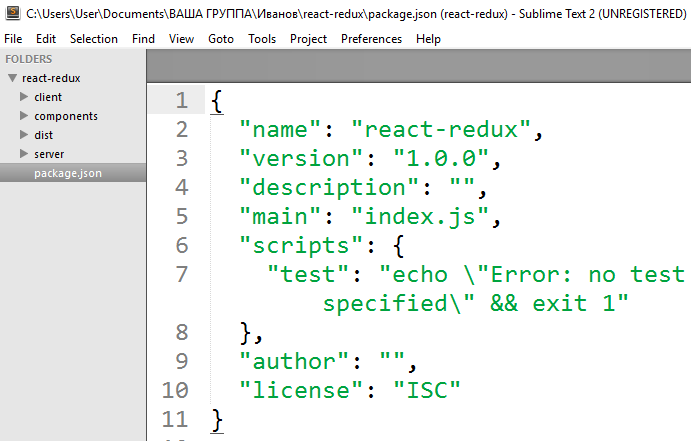 C:\Users\User\Documents\ВАША ГРУППА\Иванов\react-redux\package.json (react-redux) - Sublime Text 2 (UNREGISTERED)
File Edit Selection Find View Goto Tools Project Preferences Help
FOLDERS
react-redux
client
components
dist
server
package.json
1 {
2 "name": "react-redux",
3 "version": "1.0.0",
4 "description": "",
5 "main": "index.js",
6 "scripts": {
7 "test": "echo \"Error: no test
specified\" && exit 1"
8 },
9 "author": "",
10 "license": "ISC"
11 }